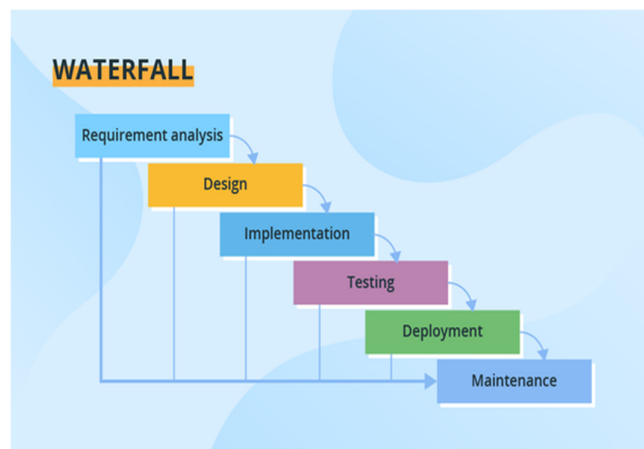 WATERFALL
Requirement analysis
Design
Implementation
Testing
Deployment
Maintenance